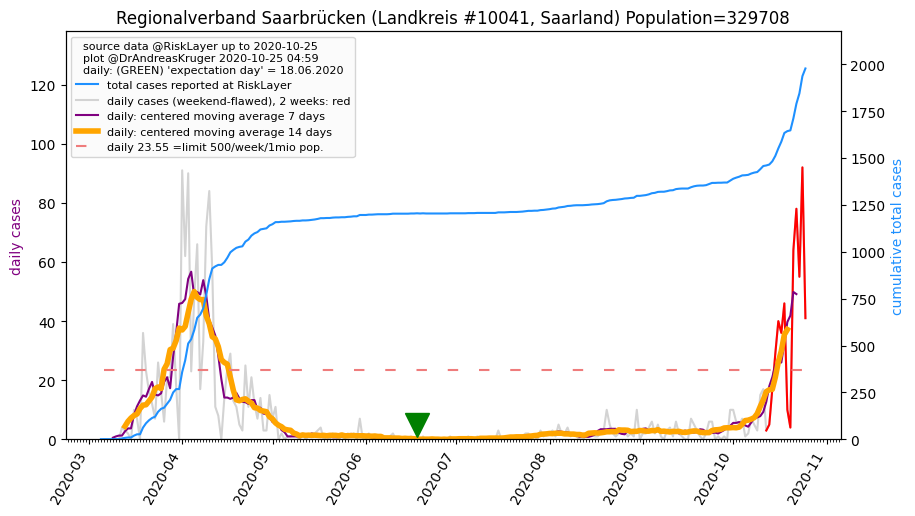 Regionalverband Saarbrücken (Landkreis #10041, Saarland) Population=329708
source data @RiskLayer up to 2020-10-25
plot @DrAndreasKruger 2020-10-25 04:59
daily: (GREEN) 'expectation day' = 18.06.2020
total cases reported at RiskLayer
daily cases (weekend-flawed), 2 weeks: red
daily: centered moving average 7 days
daily: centered moving average 14 days
daily 23.55 =limit 500/week/1mio pop.
daily cases
120
100
80
60
40
20
0
cumulative total cases
2000
1750
1500
1250
1000
750
500
250
0
2020-03
2020-04
2020-05
2020-06
2020-07
2020-08
2020-09
2020-10
2020-11